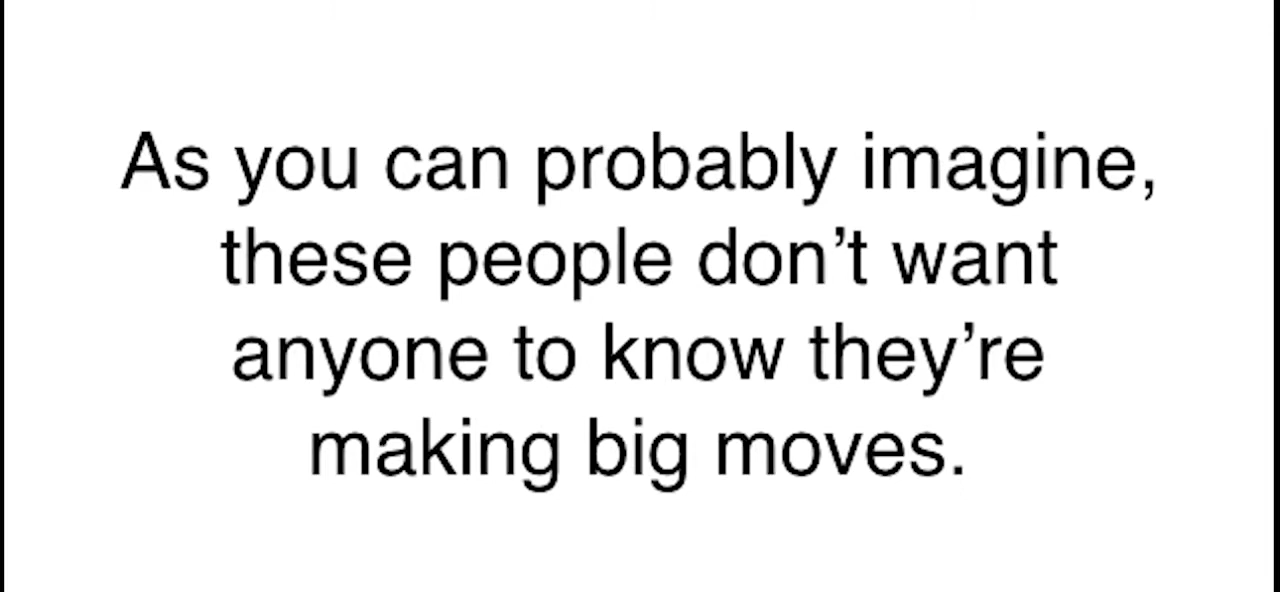 As you can probably imagine,
these people don’t want
anyone to know they’re
making big moves.